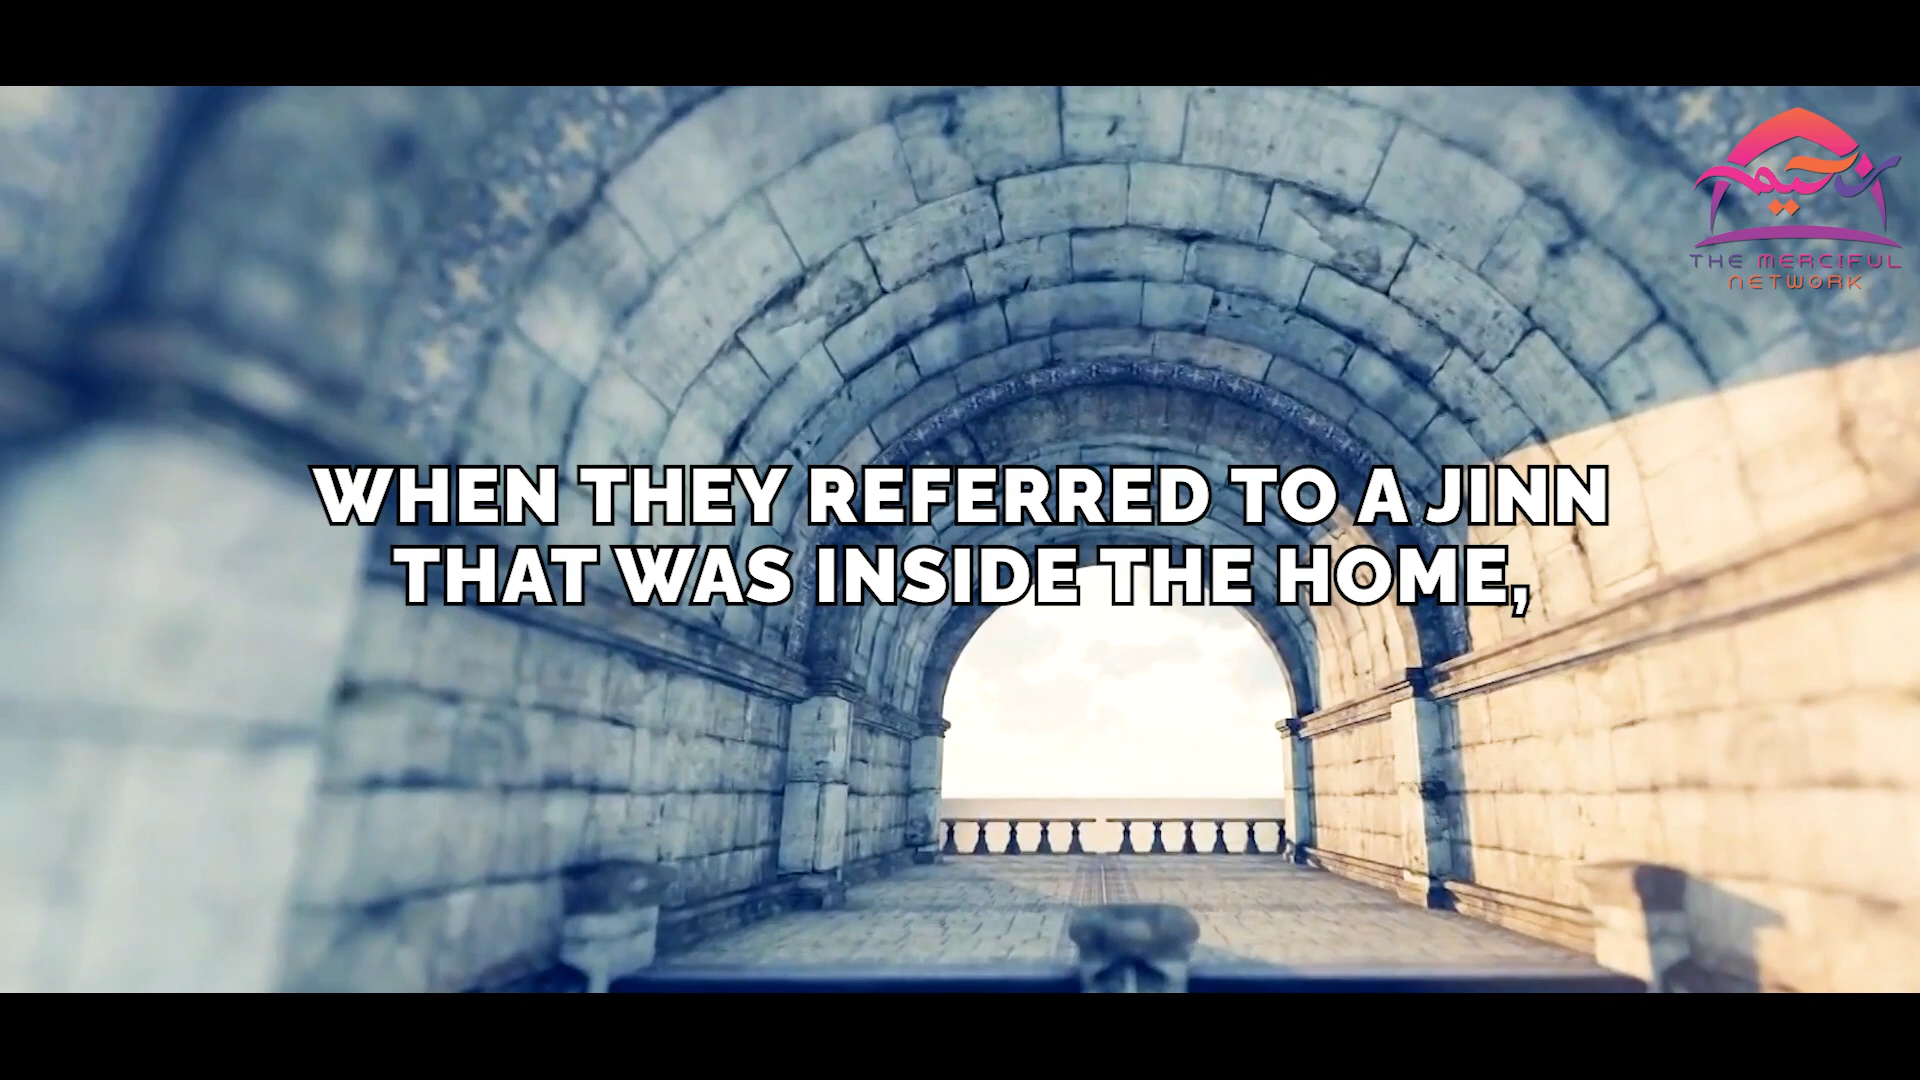 WHEN THEY REFERRED TO A JINN
THAT WAS INSIDE THE HOME,
THE MERCIFUL
NETWORK